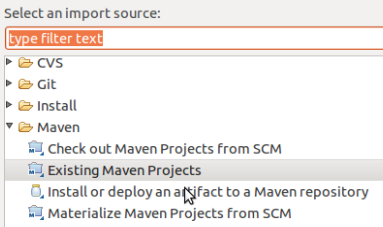 Select an import source:
type filter text
CVS
Git
Install
Maven
Check out Maven Projects from SCM
Existing Maven Projects
Install or deploy an artifact to a Maven repository
Materialize Maven Projects from SCM